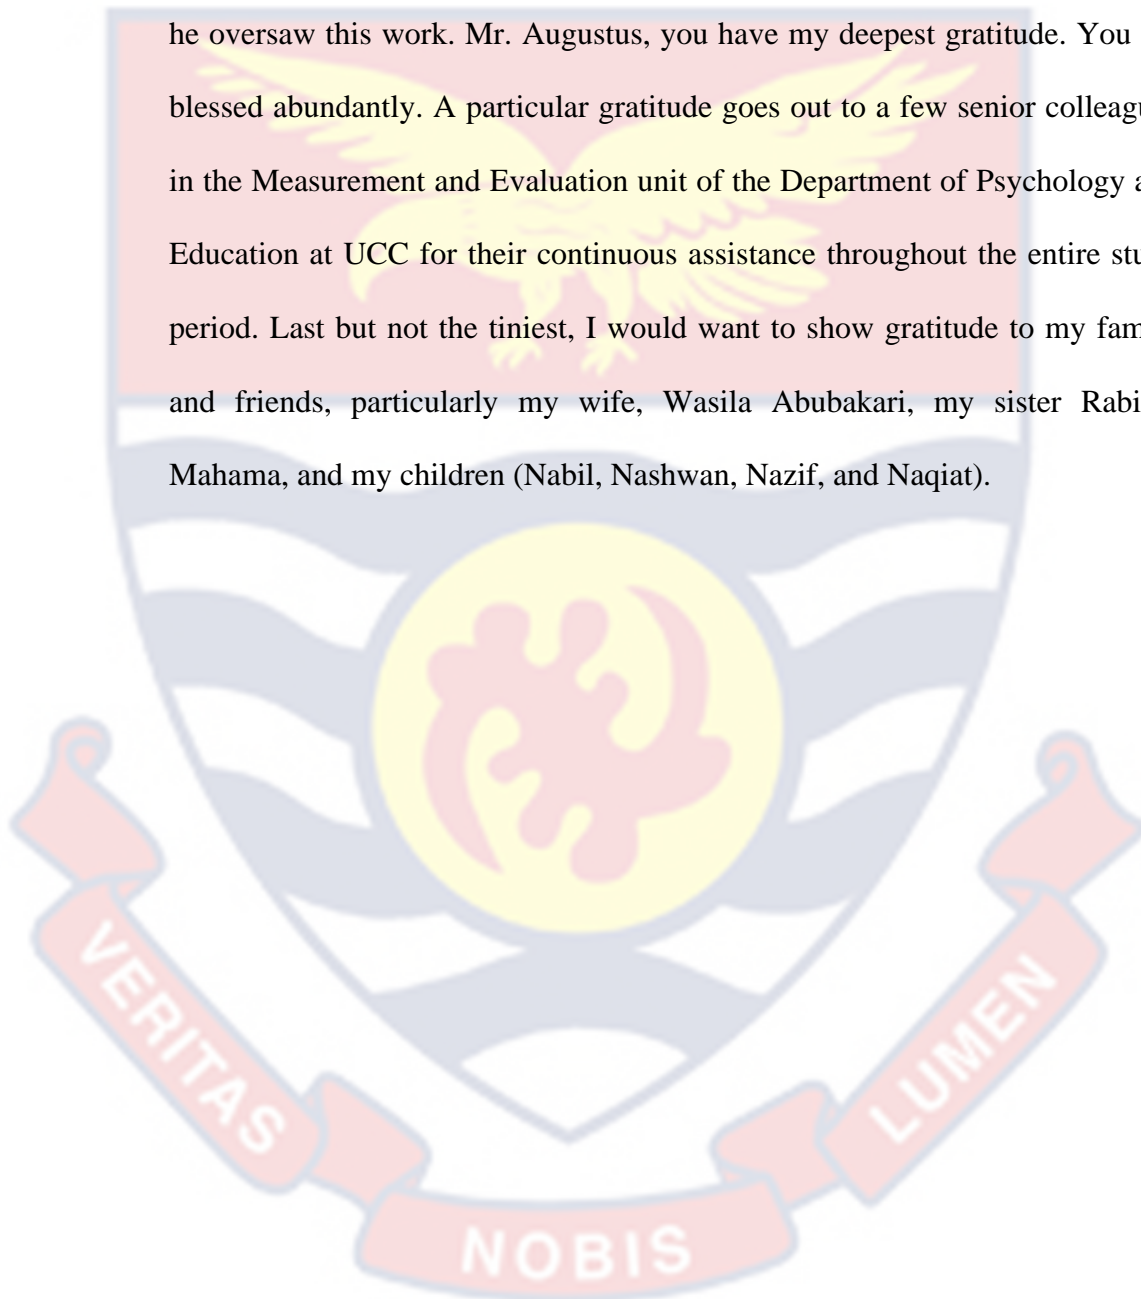 he oversaw this work. Mr. Augustus, you have my deepest gratitude. You
blessed abundantly. A particular gratitude goes out to a few senior
in the Measurement and Evaluation unit of the Department of Psychology
Education at UCC for their continuous assistance throughout the entire
period. Last but not the tiniest, I would want to show gratitude to my
and friends, particularly my wife, Wasila Abubakari, my sister
Mahama, and my children (Nabil, Nashwan, Nazif, and Naqiat).
VERITAS
NOBIS
LUMEN